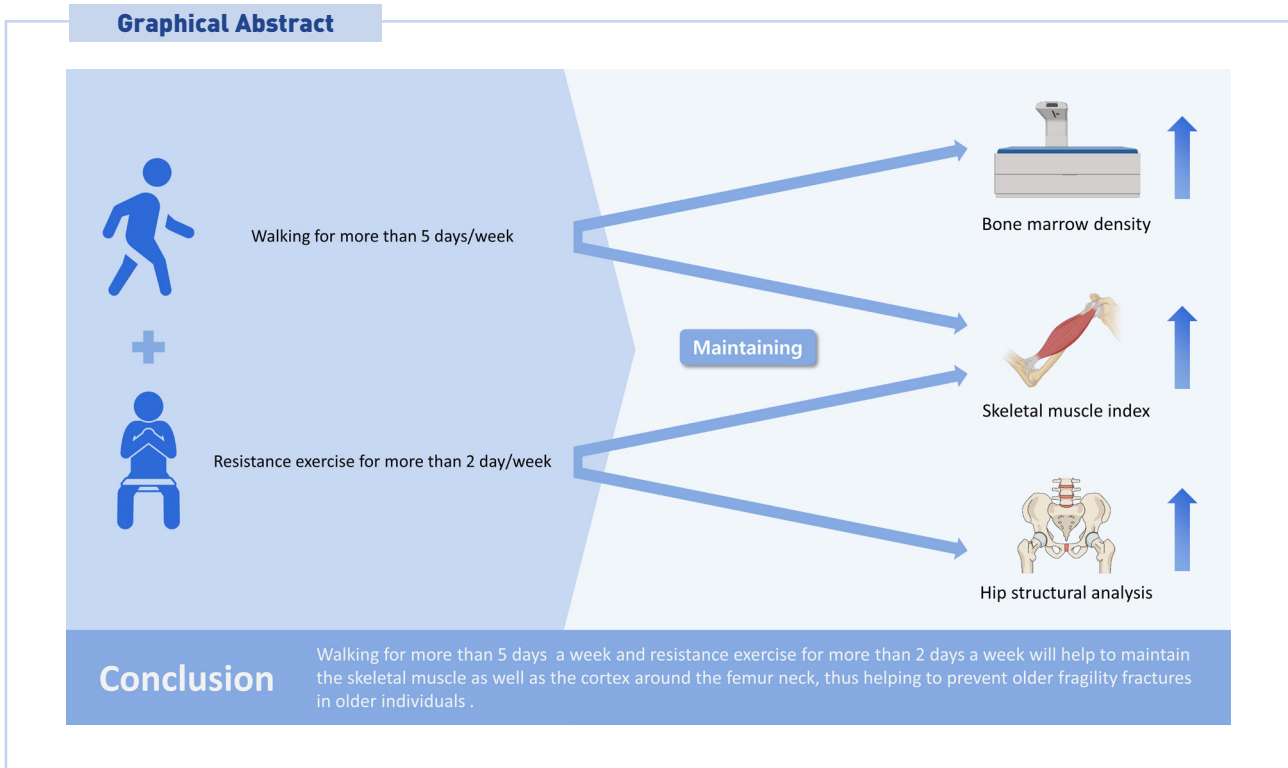 Graphical Abstract
Walking for more than 5 days/week
Resistance exercise for more than 2 day/week
Maintaining
Bone marrow density
Skeletal muscle index
Hip structural analysis
Conclusion
Walking for more than 5 days a week and resistance exercise for more than 2 days a week will help to maintain
the skeletal muscle as well as the cortex around the femur neck, thus helping to prevent older fragility fractures
in older individuals .